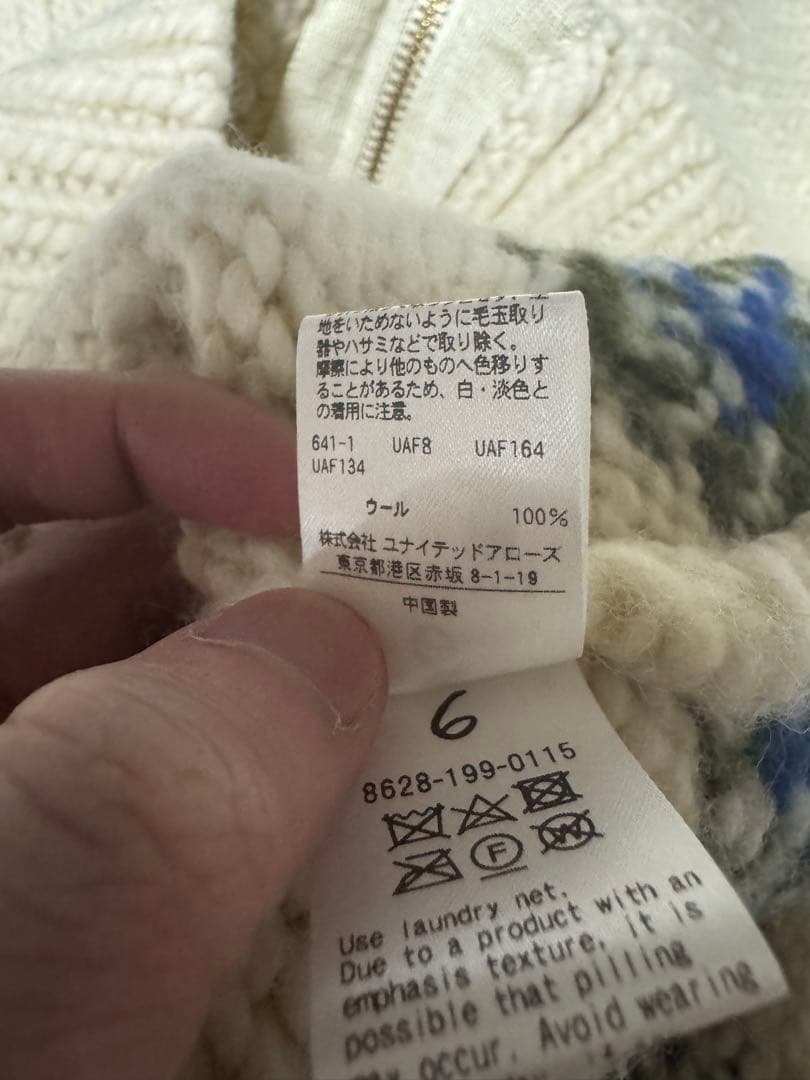 地をいためないように毛玉取り
器やハサミなどで取り除く。
摩擦により他のものへ色移りす
ることがあるため、白・淡色と
の着用に注意。
641-1 UAF8 UAF164
UAF134
ウール 100%
株式会社 ユナイテッドアローズ
東京都港区赤坂 8-1-19
中国製
6
8628-199-0115
F
W
Use laundry net.
Due to a product with an
emphasis texture, it is
possible that pilling
may occur. Avoid wearing